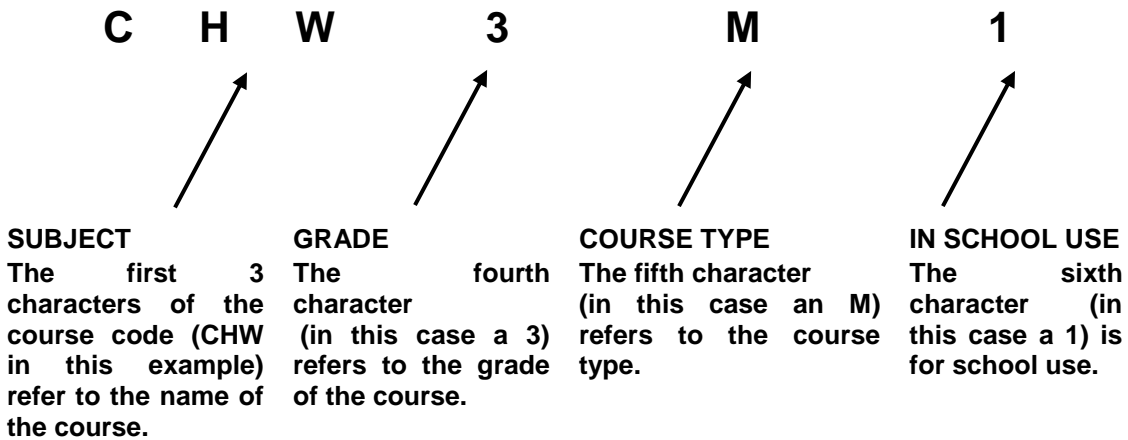 C H W 3 M 1
SUBJECT
The first 3
characters of the
course code (CHW
in this example)
refer to the name of
the course.
GRADE
The fourth
character
(in this case a 3)
refers to the grade
of the course.
COURSE TYPE
The fifth character
(in this case an M)
refers to the course
type.
IN SCHOOL USE
The sixth
character (in
this case a 1) is
for school use.